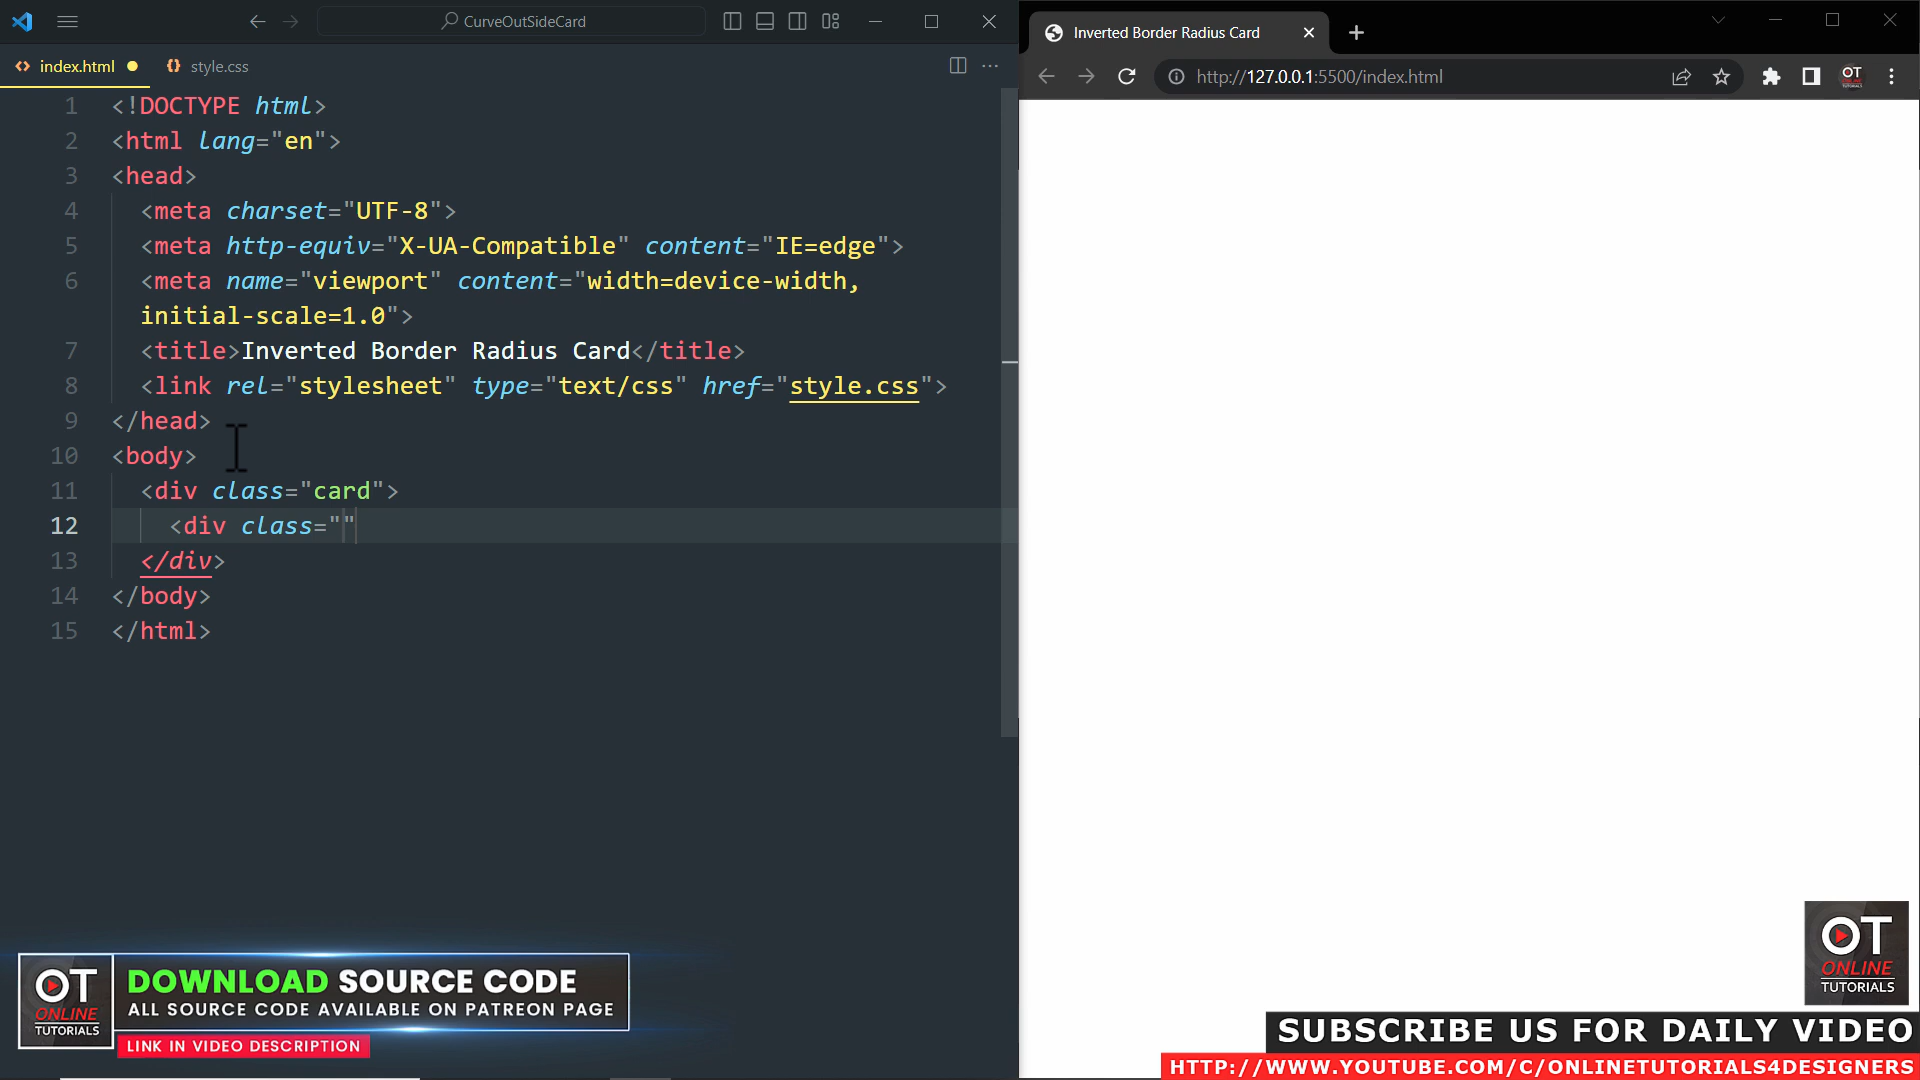 CurveOutSideCard
index.html
style.css
1 <!DOCTYPE html>
2 <html lang="en">
3 <head>
4 <meta charset="UTF-8">
5 <meta http-equiv="X-UA-Compatible" content="IE=edge">
6 <meta name="viewport" content="width=device-width,
initial-scale=1.0">
7 <title>Inverted Border Radius Card</title>
8 <link rel="stylesheet" type="text/css" href="style.css">
9 </head>
10 <body>
11 <div class="card">
12 <div class=""
13 </div>
14 </body>
15 </html>
OT
ONLINE
TUTORIALS
DOWNLOAD SOURCE CODE
ALL SOURCE CODE AVAILABLE ON PATREON PAGE
LINK IN VIDEO DESCRIPTION
Inverted Border Radius Card
http://127.0.0.1:5500/index.html
OT
OT
ONLINE
TUTORIALS
SUBSCRIBE US FOR DAILY VIDEO
HTTP://WWW.YOUTUBE.COM/C/ONLINETUTORIALS4DESIGNERS